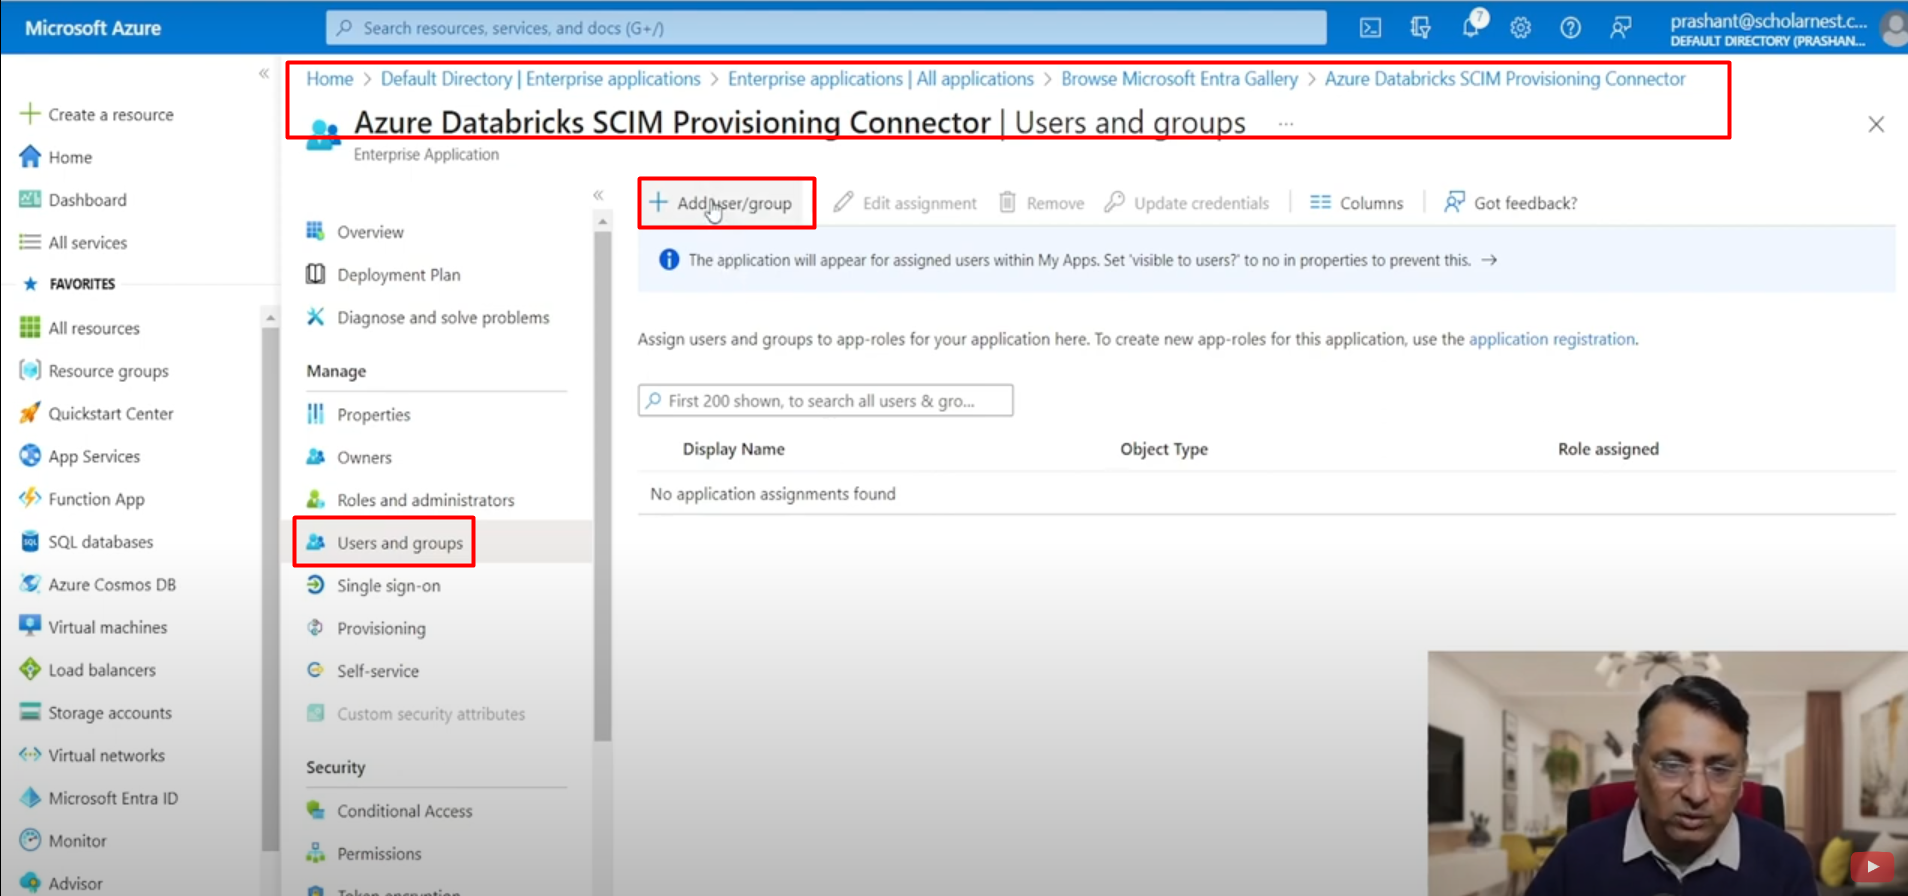 Microsoft Azure
Search resources, services, and docs (G+/)
7
prashant@scholarnest.c...
DEFAULT DIRECTORY (PRASHAN...
Home > Default Directory | Enterprise applications > Enterprise applications | All applications > Browse Microsoft Entra Gallery > Azure Databricks SCIM Provisioning Connector
Azure Databricks SCIM Provisioning Connector | Users and groups ...
Enterprise Application
Create a resource
Home
Dashboard
All services
FAVORITES
All resources
Resource groups
Quickstart Center
App Services
Function App
SQL databases
Azure Cosmos DB
Virtual machines
Load balancers
Storage accounts
Virtual networks
Microsoft Entra ID
Monitor
Advisor
Overview
Deployment Plan
Diagnose and solve problems
Manage
Properties
Owners
Roles and administrators
Users and groups
Single sign-on
Provisioning
Self-service
Custom security attributes
Security
Conditional Access
Permissions
Token encryption
Add user/group
Edit assignment
Remove
Update credentials
Columns
Got feedback?
The application will appear for assigned users within My Apps. Set 'visible to users?' to no in properties to prevent this. →
Assign users and groups to app-roles for your application here. To create new app-roles for this application, use the application registration.
First 200 shown, to search all users & gro...
Display Name Object Type Role assigned
No application assignments found